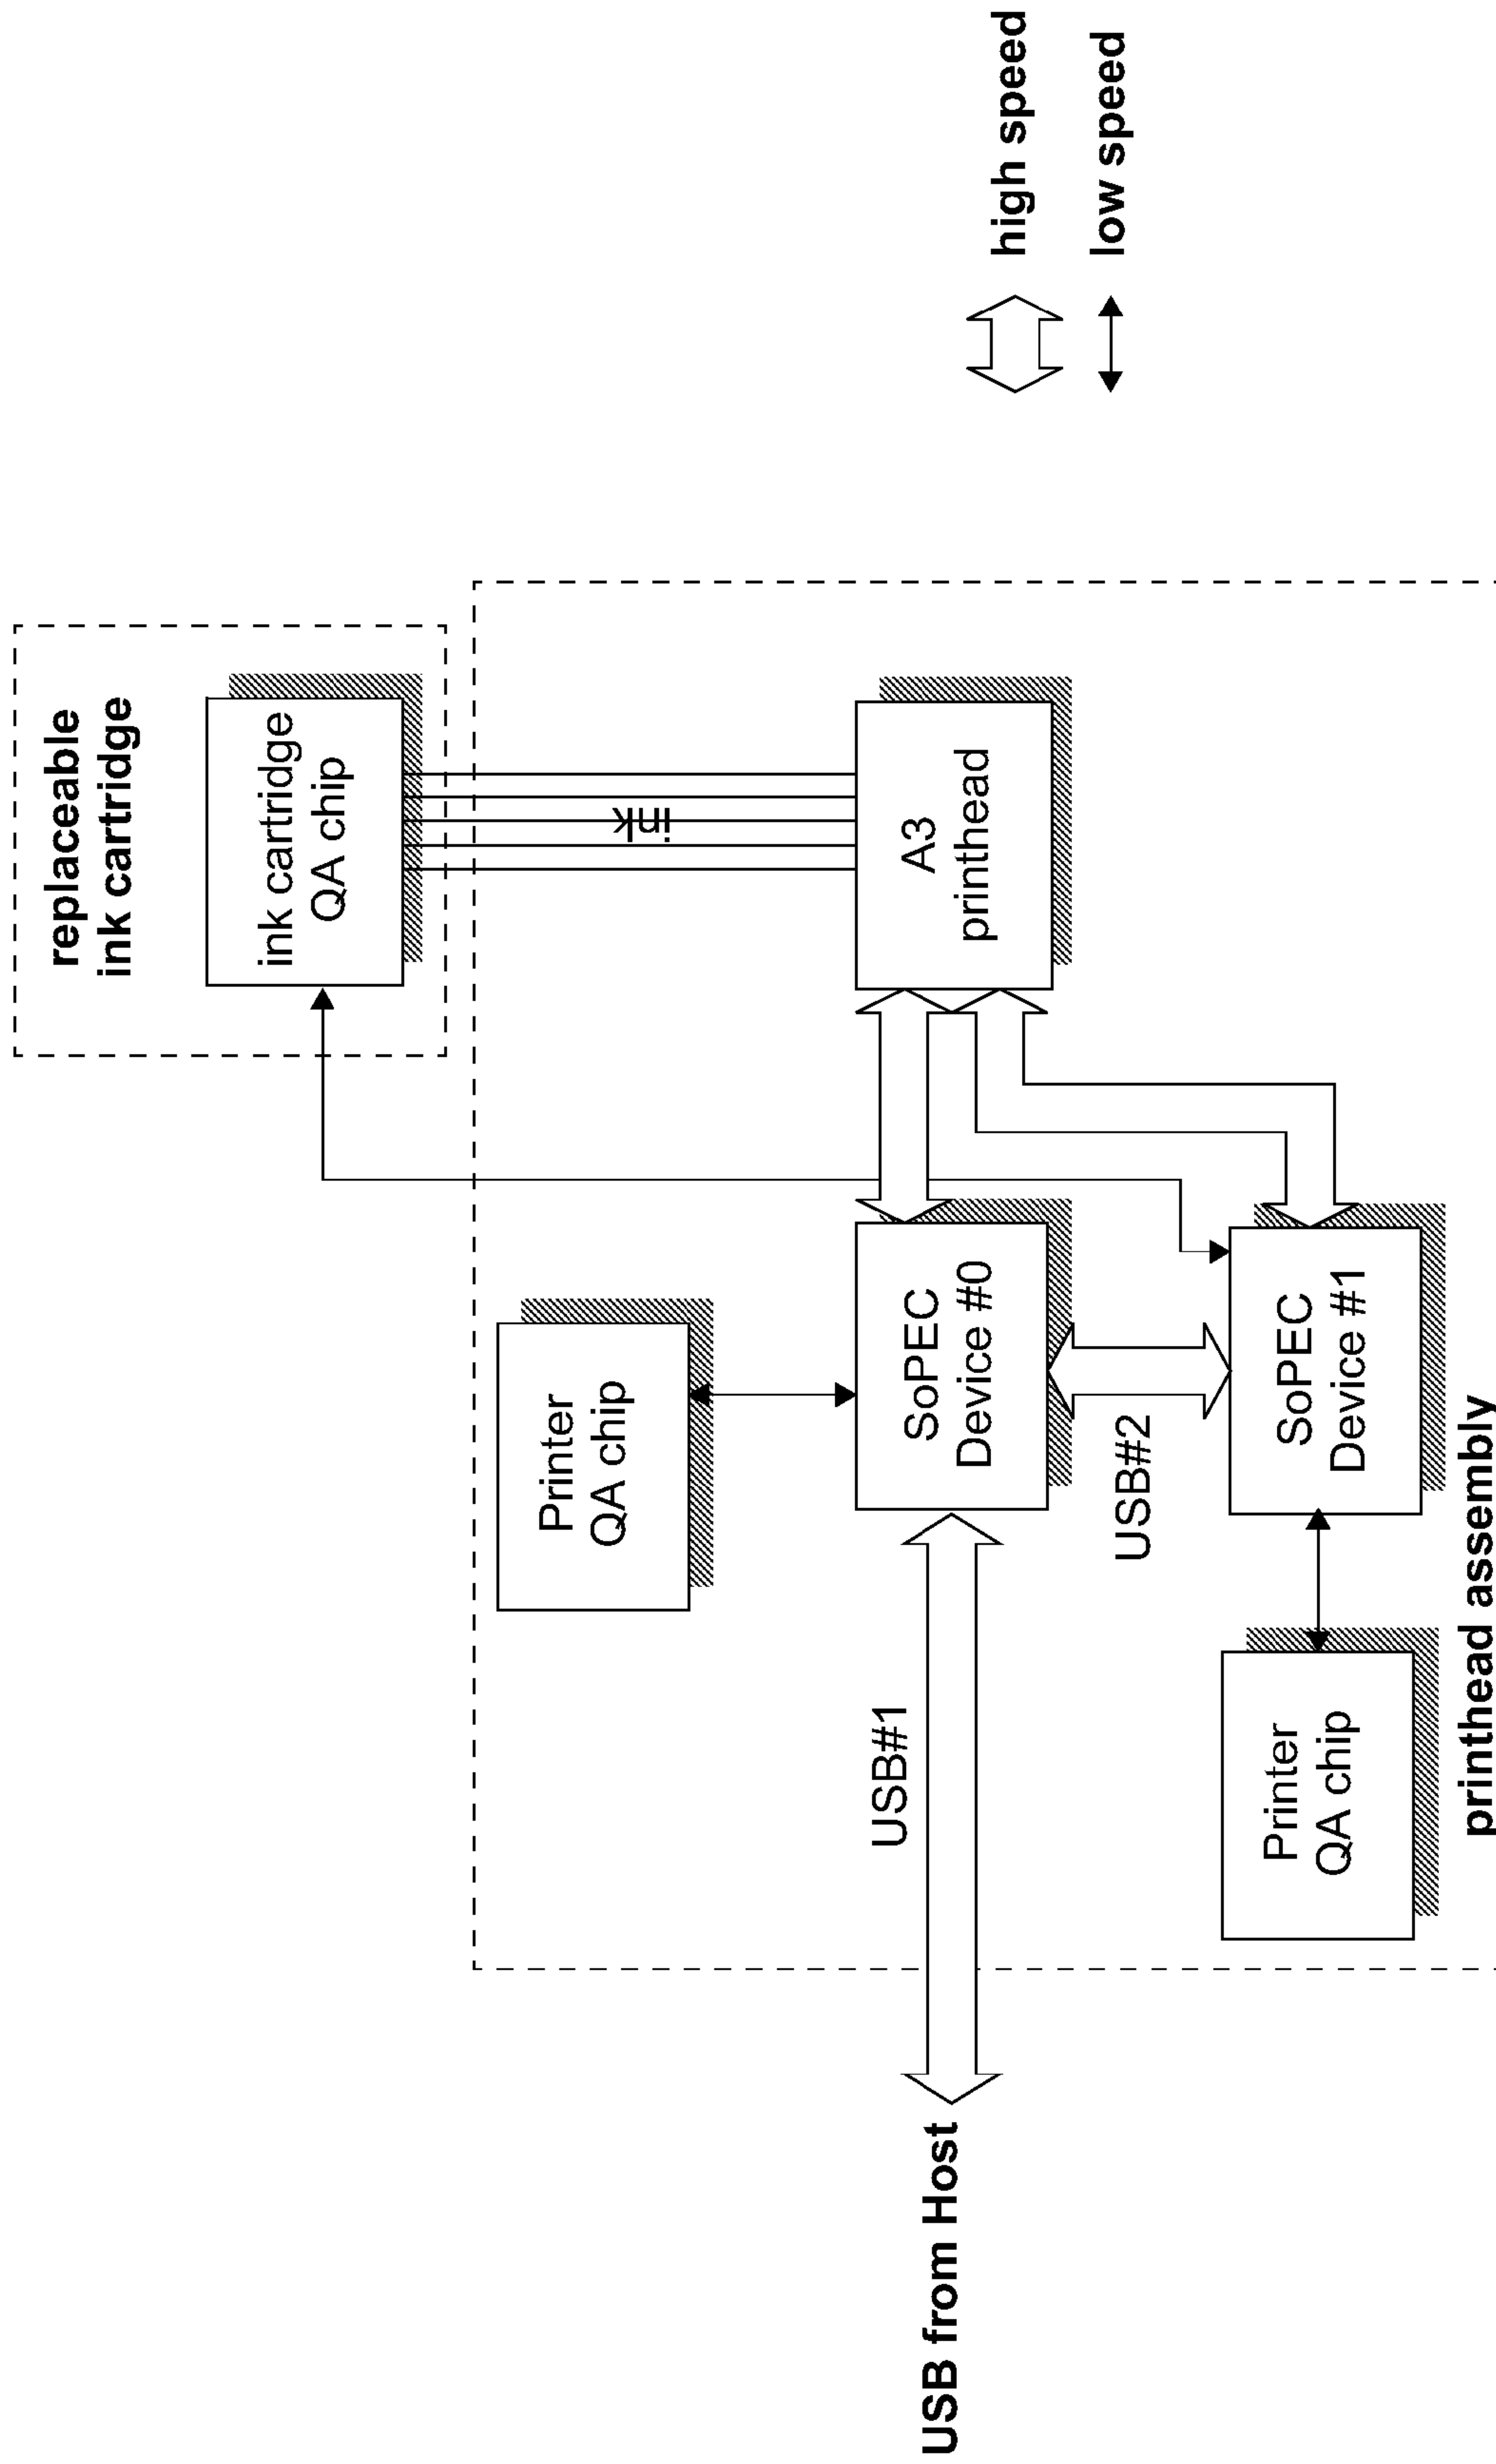 replaceable
ink cartridge
ink cartridge
QA chip
ink
Printer
QA chip
A3
printhead
SoPEC
Device #0
USB#1
USB from Host
high speed
low speed
USB#2
SoPEC
Device #1
Printer
QA chip
printhead assembly